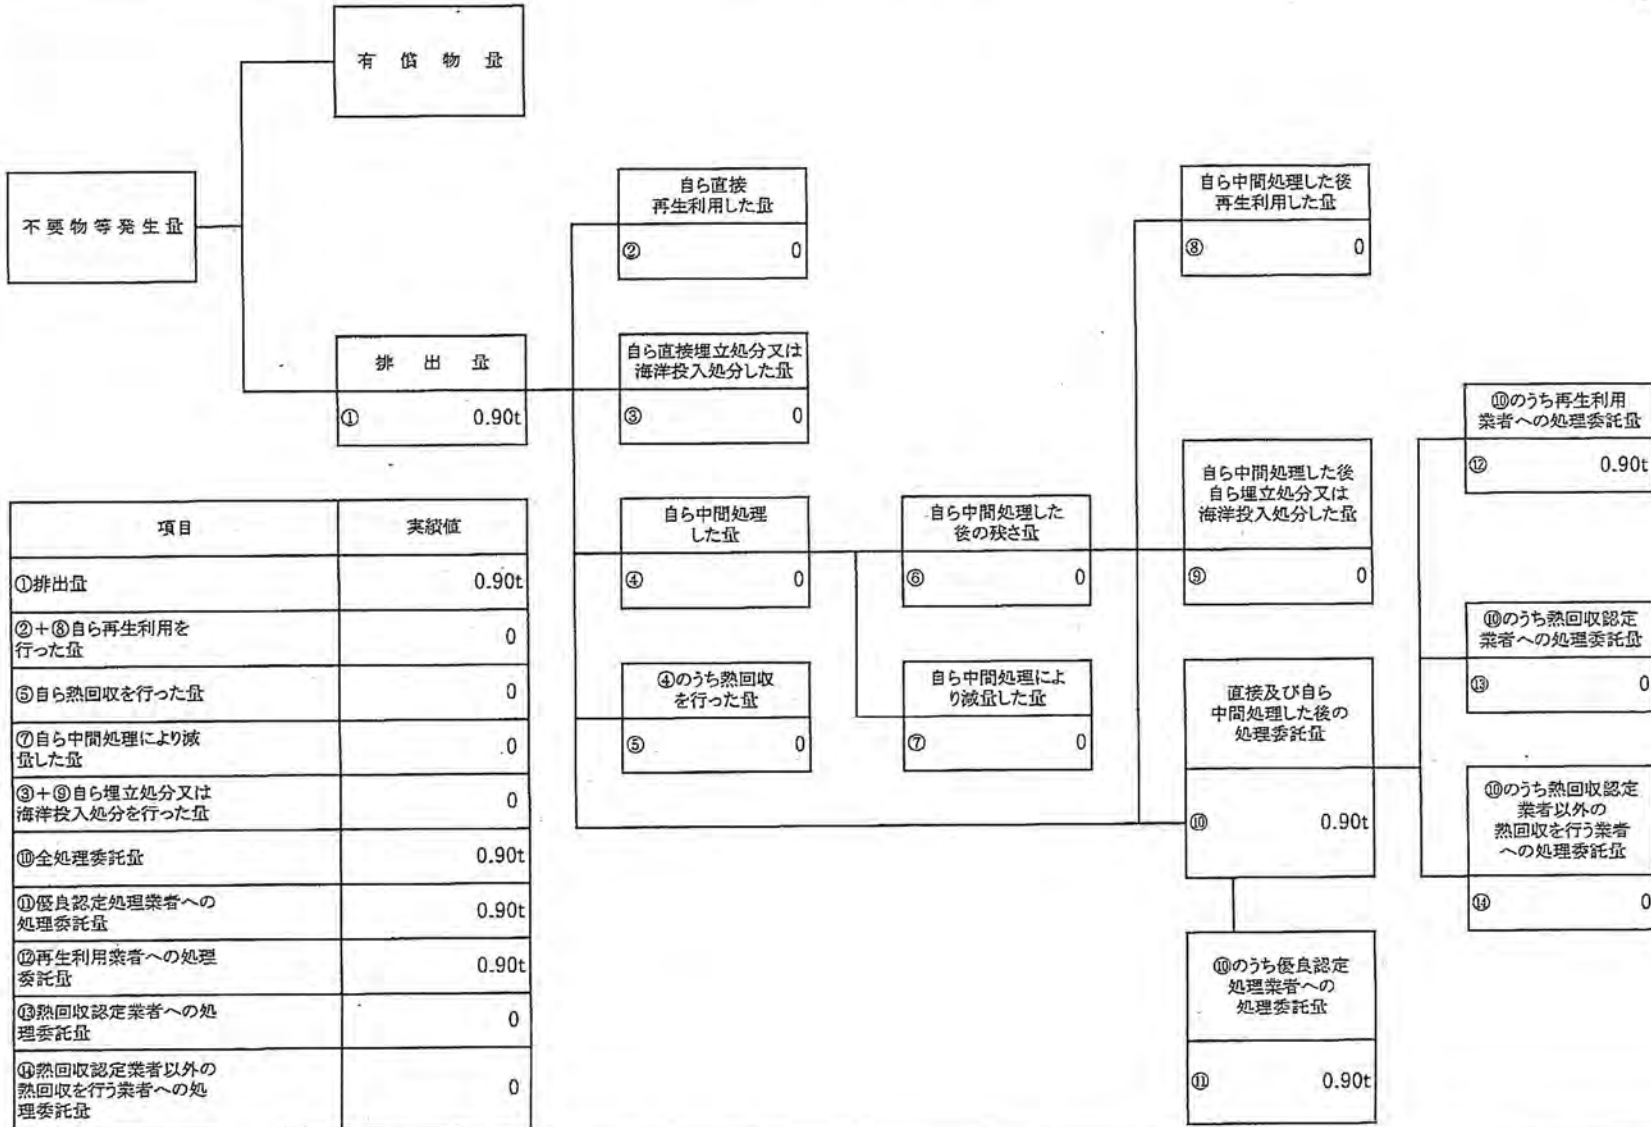 有償物量
不要物等発生量
排出量
① 0.90t
自ら直接
再生利用した量
② 0
自ら直接埋立処分又は
海洋投入処分した量
③ 0
自ら中間処理
した量
④ 0
④のうち熱回収
を行った量
⑤ 0
自ら中間処理した
後の残さ量
⑥ 0
自ら中間処理によ
り減量した量
⑦ 0
自ら中間処理した後
再生利用した量
⑧ 0
自ら中間処理した後
自ら埋立処分又は
海洋投入処分した量
⑨ 0
直接及び自ら
中間処理した後の
処理委託量
⑩ 0.90t
⑩のうち優良認定
処理業者への
処理委託量
⑪ 0.90t
⑩のうち再生利用
業者への処理委託量
⑫ 0.90t
⑩のうち熱回収認定
業者への処理委託量
⑬ 0
⑩のうち熱回収認定
業者以外の
熱回収を行う業者
への処理委託量
⑭ 0
項目 実績値
①排出量 0.90t
②+⑧自ら再生利用を
行った量 0
⑤自ら熱回収を行った量 0
⑦自ら中間処理により減
量した量 0
③+⑨自ら埋立処分又は
海洋投入処分を行った量 0
⑩全処理委託量 0.90t
⑪優良認定処理業者への
処理委託量 0.90t
⑫再生利用業者への処理
委託量 0.90t
⑬熱回収認定業者への処
理委託量 0
⑭熱回収認定業者以外の
熱回収を行う業者への処
理委託量 0